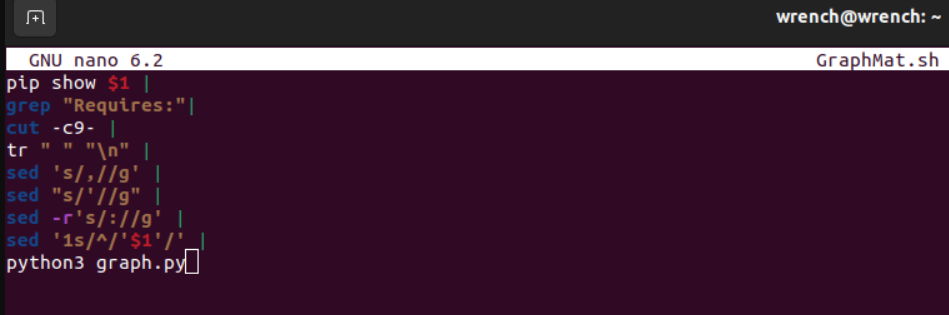 wrench@wrench: ~
GNU nano 6.2 GraphMat.sh
pip show $1 |
grep "Requires:"|
cut -c9- |
tr " " "\n" |
sed 's/,//g' |
sed "s/'//g" |
sed -r's/://g' |
sed '1s/^/'$1'/' |
python3 graph.py